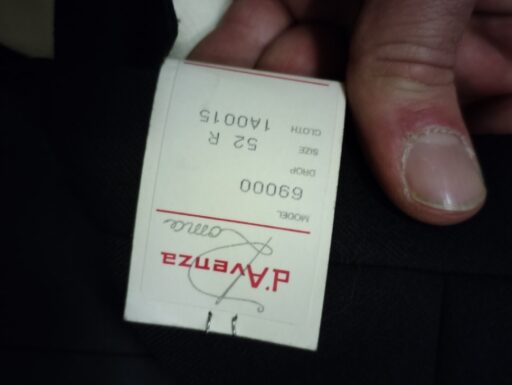 d'Avenza
Roma
MODEL
69000
DROP
SIZE 52 R
CLOTH 1A0015